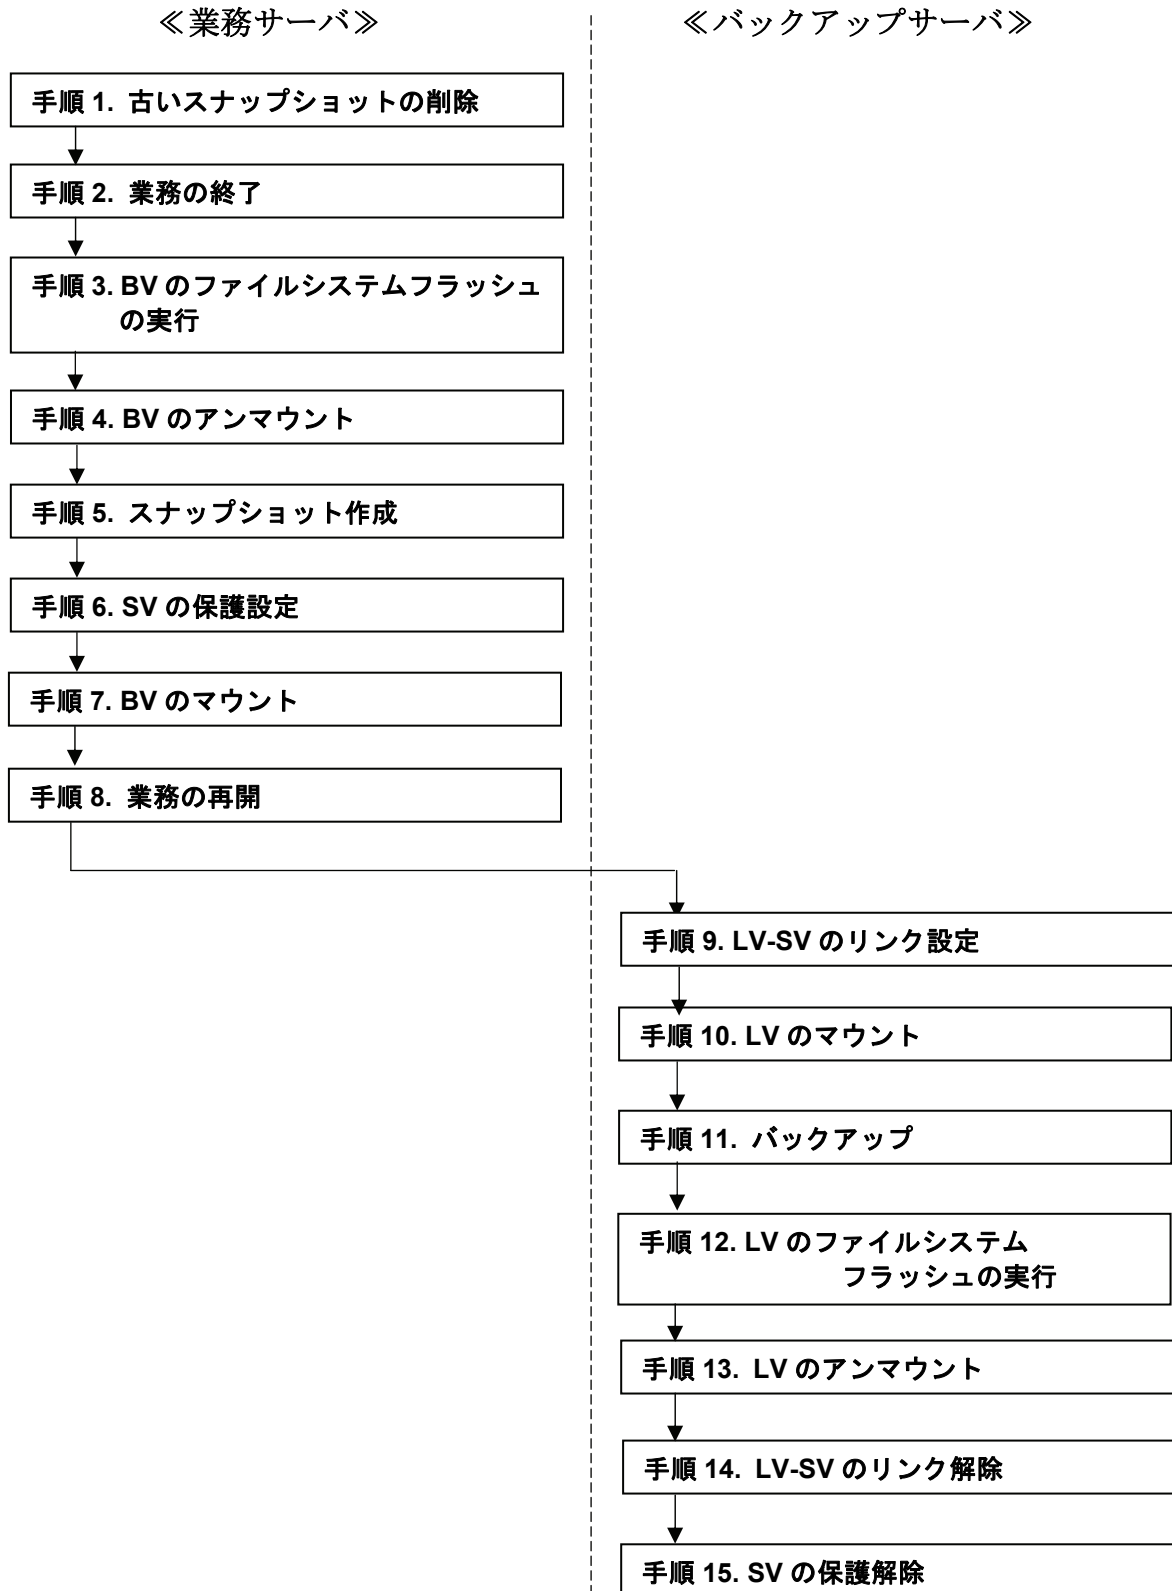 ≪業務サーバ≫
≪バックアップサーバ≫
手順 1. 古いスナップショットの削除
手順 2. 業務の終了
手順 3. BV のファイルシステムフラッシュ
の実行
手順 4. BV のアンマウント
手順 5. スナップショット作成
手順 6. SV の保護設定
手順 7. BV のマウント
手順 8. 業務の再開
手順 9. LV-SV のリンク設定
手順 10. LV のマウント
手順 11. バックアップ
手順 12. LV のファイルシステム
フラッシュの実行
手順 13. LV のアンマウント
手順 14. LV-SV のリンク解除
手順 15. SV の保護解除